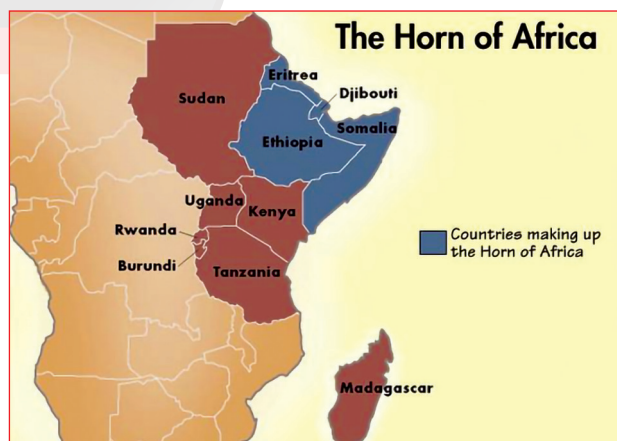 The Horn of Africa
Eritrea
Djibouti
Sudan
Somalia
Ethiopia
Uganda
Kenya
Rwanda
Burundi
Tanzania
Countries making up
the Horn of Africa
Madagascar